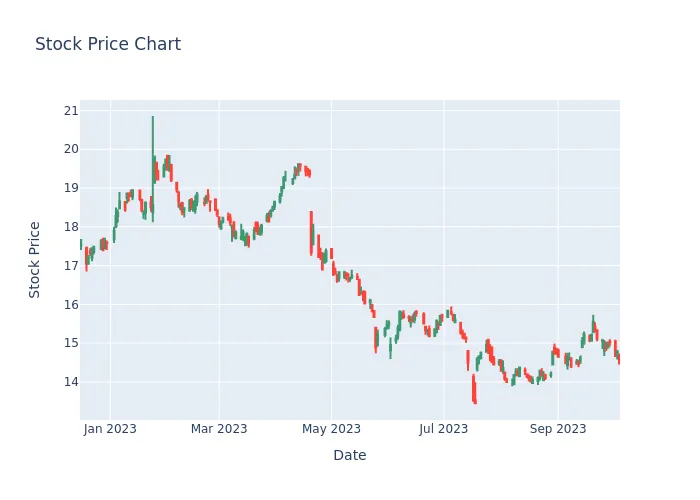 Stock Price Chart
21
20
19
18
17
16
15
14
Stock Price
Jan 2023
Mar 2023
May 2023
Jul 2023
Sep 2023
Date